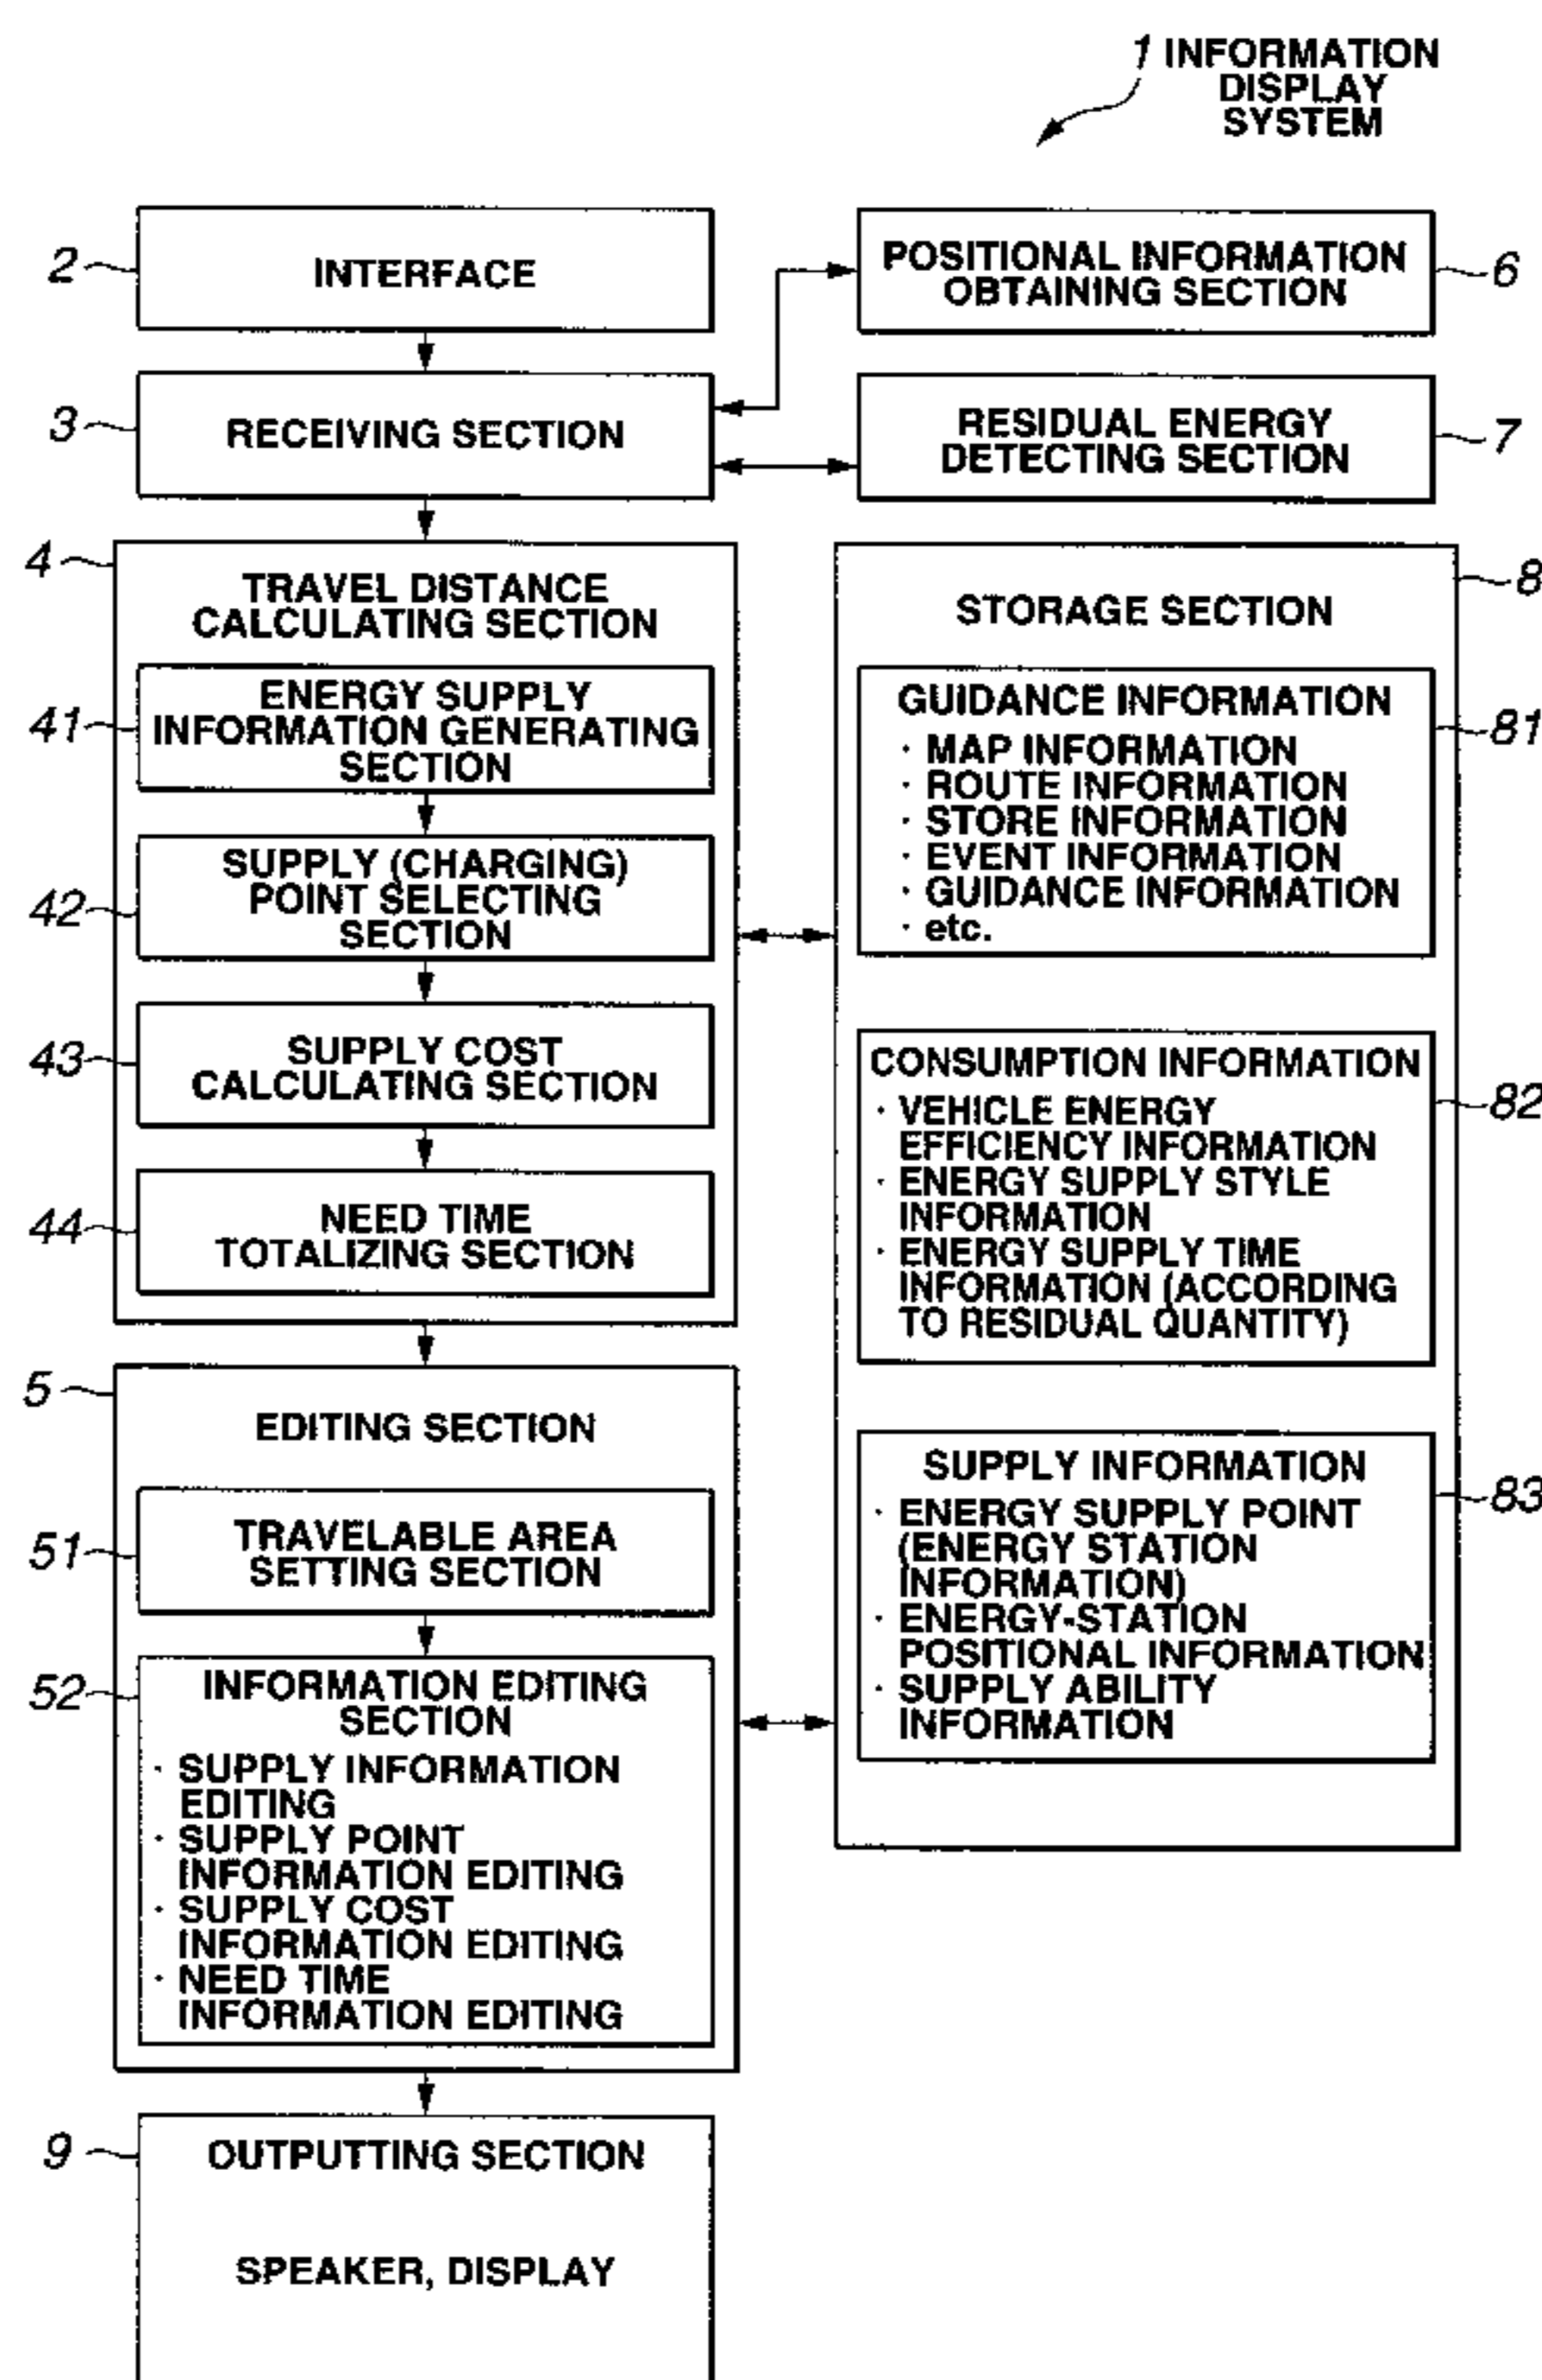 1 INFORMATION
DISPLAY
SYSTEM
2
INTERFACE
POSITIONAL INFORMATION
OBTAINING SECTION
6
3
RECEIVING SECTION
RESIDUAL ENERGY
DETECTING SECTION
7
4
TRAVEL DISTANCE
CALCULATING SECTION
41
ENERGY SUPPLY
INFORMATION GENERATING
SECTION
42
SUPPLY (CHARGING)
POINT SELECTING
SECTION
43
SUPPLY COST
CALCULATING SECTION
44
NEED TIME
TOTALIZING SECTION
5
EDITING SECTION
51
TRAVELABLE AREA
SETTING SECTION
52
INFORMATION EDITING
SECTION
· SUPPLY INFORMATION
EDITING
· SUPPLY POINT
INFORMATION EDITING
· SUPPLY COST
INFORMATION EDITING
· NEED TIME
INFORMATION EDITING
8
STORAGE SECTION
GUIDANCE INFORMATION
81
· MAP INFORMATION
· ROUTE INFORMATION
· STORE INFORMATION
· EVENT INFORMATION
· GUIDANCE INFORMATION
· etc.
CONSUMPTION INFORMATION
82
· VEHICLE ENERGY
EFFICIENCY INFORMATION
· ENERGY SUPPLY STYLE
INFORMATION
· ENERGY SUPPLY TIME
INFORMATION (ACCORDING
TO RESIDUAL QUANTITY)
SUPPLY INFORMATION
83
· ENERGY SUPPLY POINT
(ENERGY STATION
INFORMATION)
· ENERGY-STATION
POSITIONAL INFORMATION
· SUPPLY ABILITY
INFORMATION
9
OUTPUTTING SECTION
SPEAKER, DISPLAY